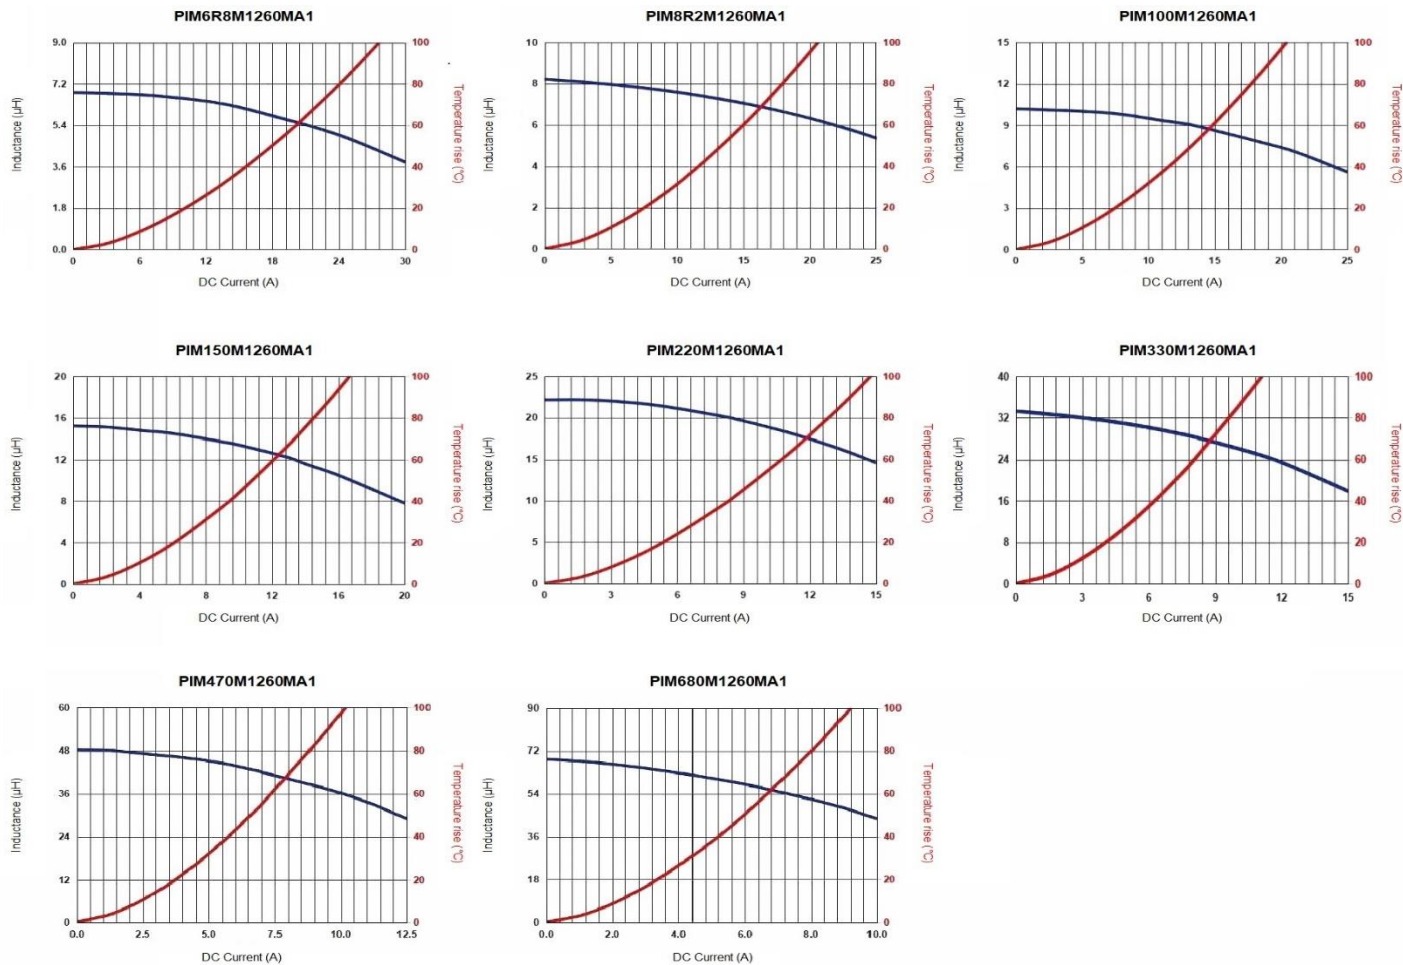 PIM6R8M1260MA1
Inductance (µH)
9.0
7.2
5.4
3.6
1.8
0.0
100
80
60
40
20
0
Temperature rise (°C)
0 6 12 18 24 30
DC Current (A)
PIM8R2M1260MA1
Inductance (µH)
10
8
6
4
2
0
100
80
60
40
20
0
Temperature rise (°C)
0 5 10 15 20 25
DC Current (A)
PIM100M1260MA1
Inductance (µH)
15
12
9
6
3
0
100
80
60
40
20
0
Temperature rise (°C)
0 5 10 15 20 25
DC Current (A)
PIM150M1260MA1
Inductance (µH)
20
16
12
8
4
0
100
80
60
40
20
0
Temperature rise (°C)
0 4 8 12 16 20
DC Current (A)
PIM220M1260MA1
Inductance (µH)
25
20
15
10
5
0
100
80
60
40
20
0
Temperature rise (°C)
0 3 6 9 12 15
DC Current (A)
PIM330M1260MA1
Inductance (µH)
40
32
24
16
8
0
100
80
60
40
20
0
Temperature rise (°C)
0 3 6 9 12 15
DC Current (A)
PIM470M1260MA1
Inductance (µH)
60
48
36
24
12
0
100
80
60
40
20
0
Temperature rise (°C)
0.0 2.5 5.0 7.5 10.0 12.5
DC Current (A)
PIM680M1260MA1
Inductance (µH)
90
72
54
36
18
0
100
80
60
40
20
0
Temperature rise (°C)
0.0 2.0 4.0 6.0 8.0 10.0
DC Current (A)